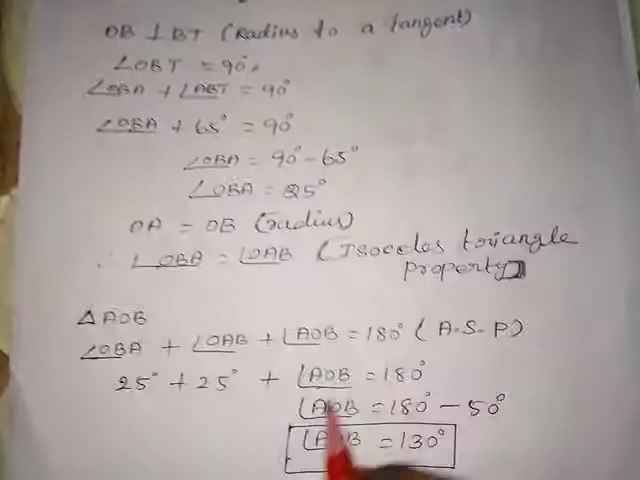 OB ⊥ BT (Radius to a tangent)
∠OBT = 90°.
∠OBA + ∠ABT = 90°
∠OBA + 65° = 90°
∠OBA = 90° - 65°
∠OBA = 25°
OA = OB (radius)
∴ ∠OBA = ∠OAB (Isoceles triangle
property)
△AOB
∠OBA + ∠OAB + ∠AOB = 180° (A.S.P)
25° + 25° + ∠AOB = 180°
∠AOB = 180° - 50°
∠AOB = 130°